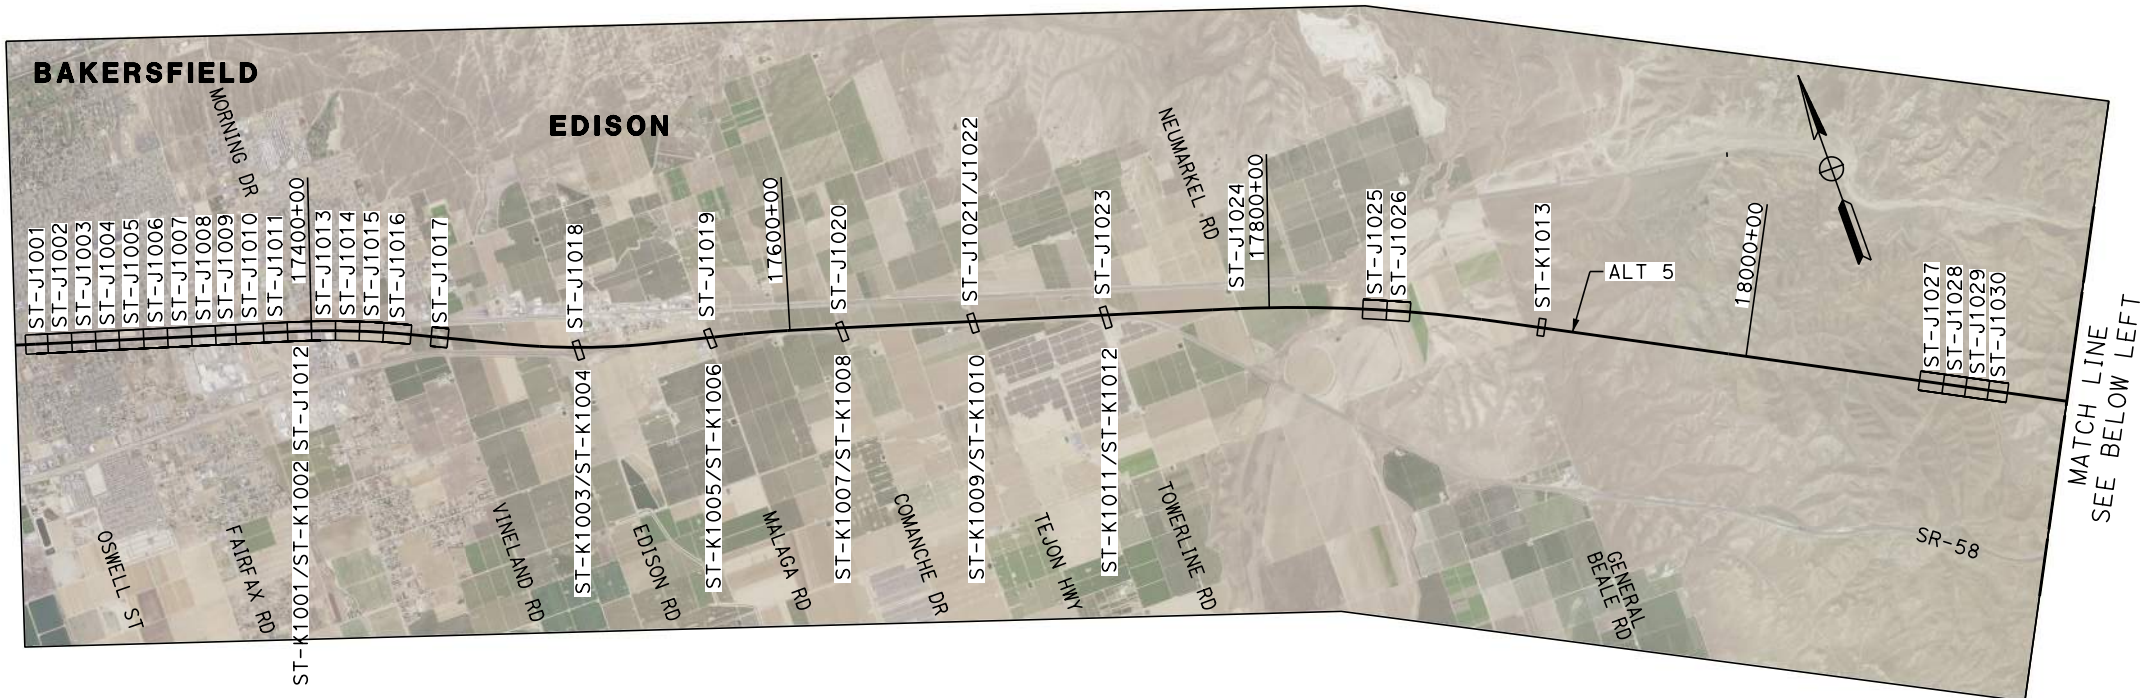 BAKERSFIELD
EDISON
MORNING DR
NEUMARKEL RD
ST-J1001
ST-J1002
ST-J1003
ST-J1004
ST-J1005
ST-J1006
ST-J1007
ST-J1008
ST-J1009
ST-J1010
ST-J1011
17400+00
ST-J1013
ST-J1014
ST-J1015
ST-J1016
ST-J1017
ST-J1018
ST-J1019
17600+00
ST-J1020
ST-J1021/J1022
ST-J1023
ST-J1024
17800+00
ST-J1025
ST-J1026
ST-K1013
ALT 5
18000+00
ST-J1027
ST-J1028
ST-J1029
ST-J1030
MATCH LINE
SEE BELOW LEFT
ST-K1001/ST-K1002 ST-J1012
ST-K1003/ST-K1004
ST-K1005/ST-K1006
ST-K1007/ST-K1008
ST-K1009/ST-K1010
ST-K1011/ST-K1012
OSWELL ST
FAIRFAX RD
VINELAND RD
EDISON RD
MALAGA RD
COMANCHE DR
TEJON HWY
TOWERLINE RD
GENERAL
BEALE RD
SR-58